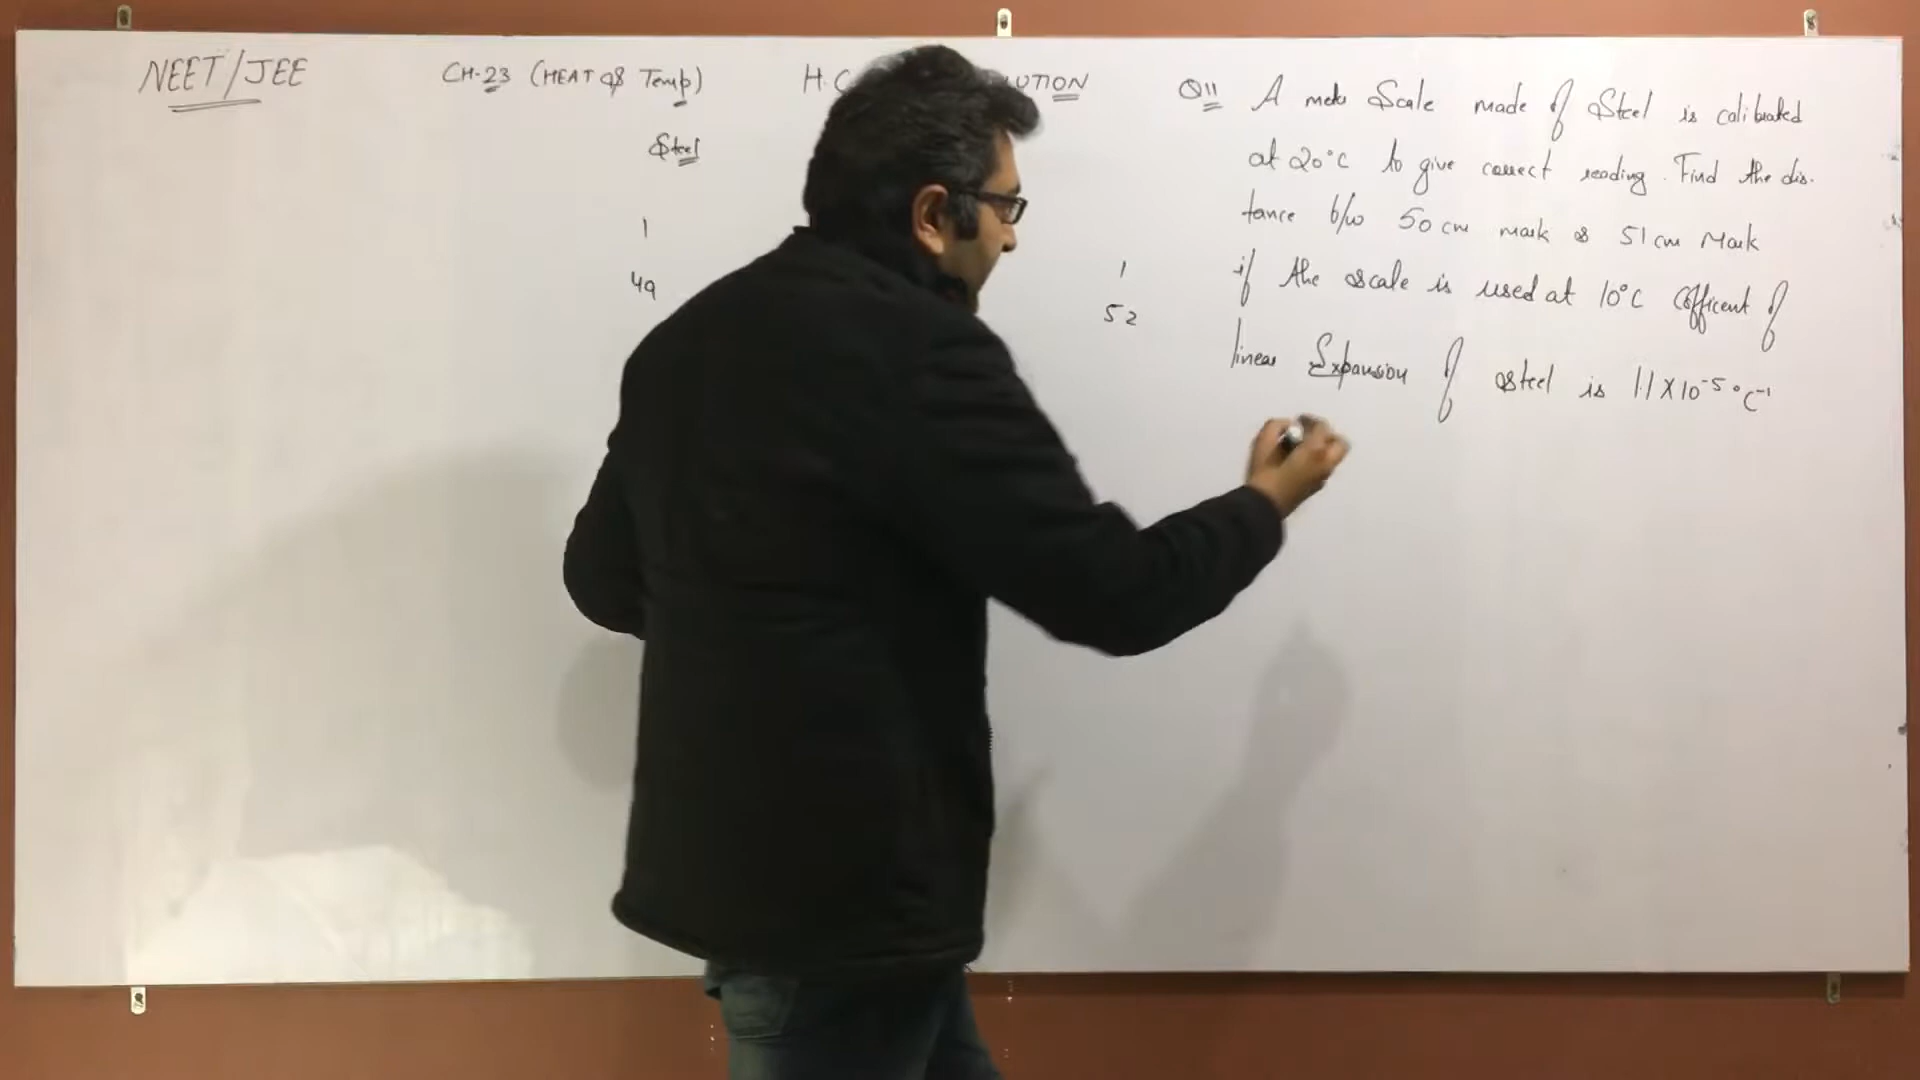 NEET/JEE
CH-23 (HEAT & Temp)
H.C
UTION
Steel
1
49
1
52
Q11 A metr Scale made of Steel is calibrated
at 20°C to give correct reading. Find the dis-
tance b/w 50 cm mark & 51 cm Mark
if the scale is used at 10°C Cofficent of
linear Expansion of steel is 1.1 X 10⁻⁵ °C⁻¹